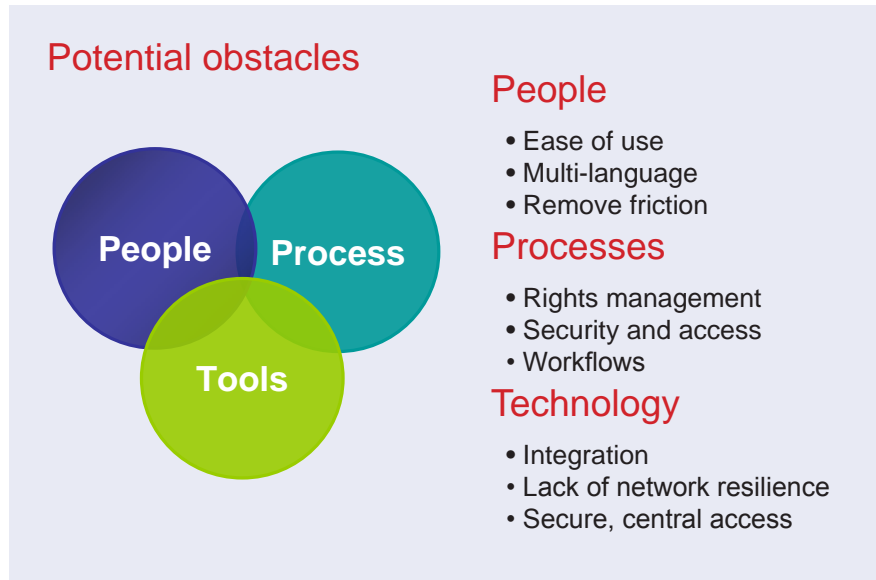 Potential obstacles
People
Process
Tools
People
• Ease of use
• Multi-language
• Remove friction
Processes
• Rights management
• Security and access
• Workflows
Technology
• Integration
• Lack of network resilience
• Secure, central access